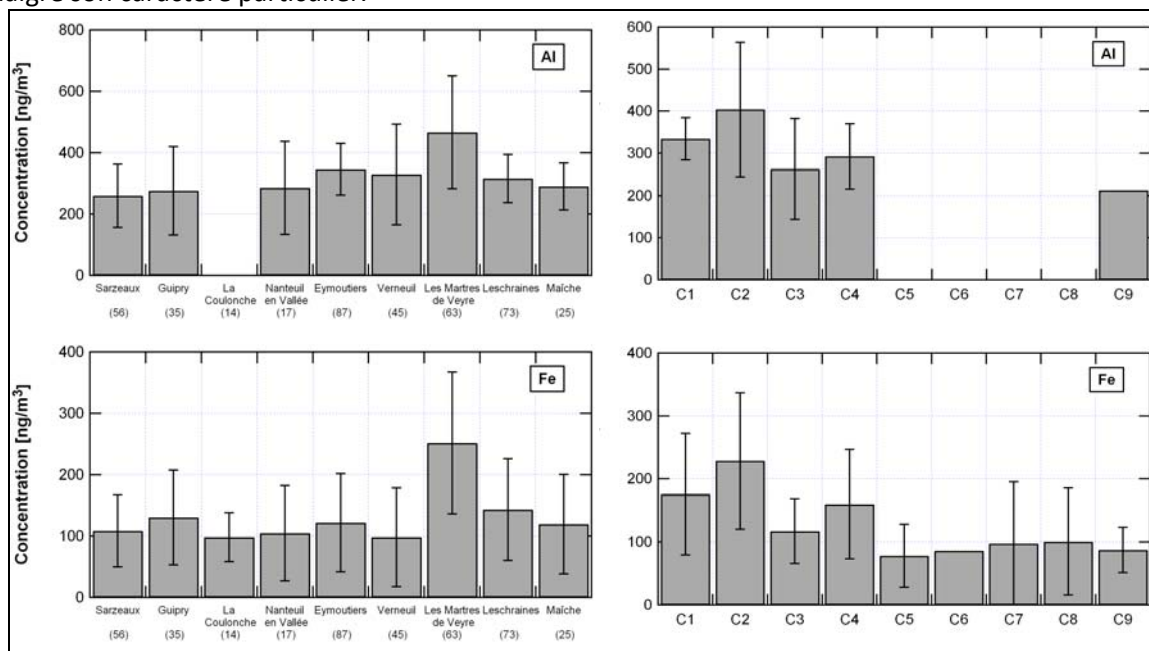 son caractère particulier.
Concentration [ng/m³]
Al
800
600
400
200
0
Sarzeaux Guipry La Coulonche Nanteuil en Vallée Eymoutiers Verneuil Les Martres de Veyre Leschraines Maîche
(56) (35) (14) (17) (87) (45) (63) (73) (25)
Al
600
500
400
300
200
100
0
C1 C2 C3 C4 C5 C6 C7 C8 C9
Concentration [ng/m³]
Fe
400
300
200
100
0
Sarzeaux Guipry La Coulonche Nanteuil en Vallée Eymoutiers Verneuil Les Martres de Veyre Leschraines Maîche
(56) (35) (14) (17) (87) (45) (63) (73) (25)
Fe
400
300
200
100
0
C1 C2 C3 C4 C5 C6 C7 C8 C9